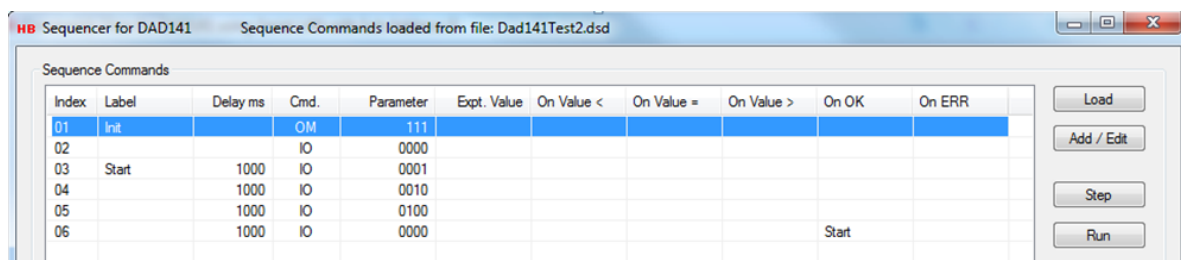 HB Sequencer for DAD141 Sequence Commands loaded from file: Dad141Test2.dsd
Sequence Commands
Index Label Delay ms Cmd. Parameter Expt. Value On Value < On Value = On Value > On OK On ERR
01 Init OM 111
02 IO 0000
03 Start 1000 IO 0001
04 1000 IO 0010
05 1000 IO 0100
06 1000 IO 0000 Start
Load
Add / Edit
Step
Run